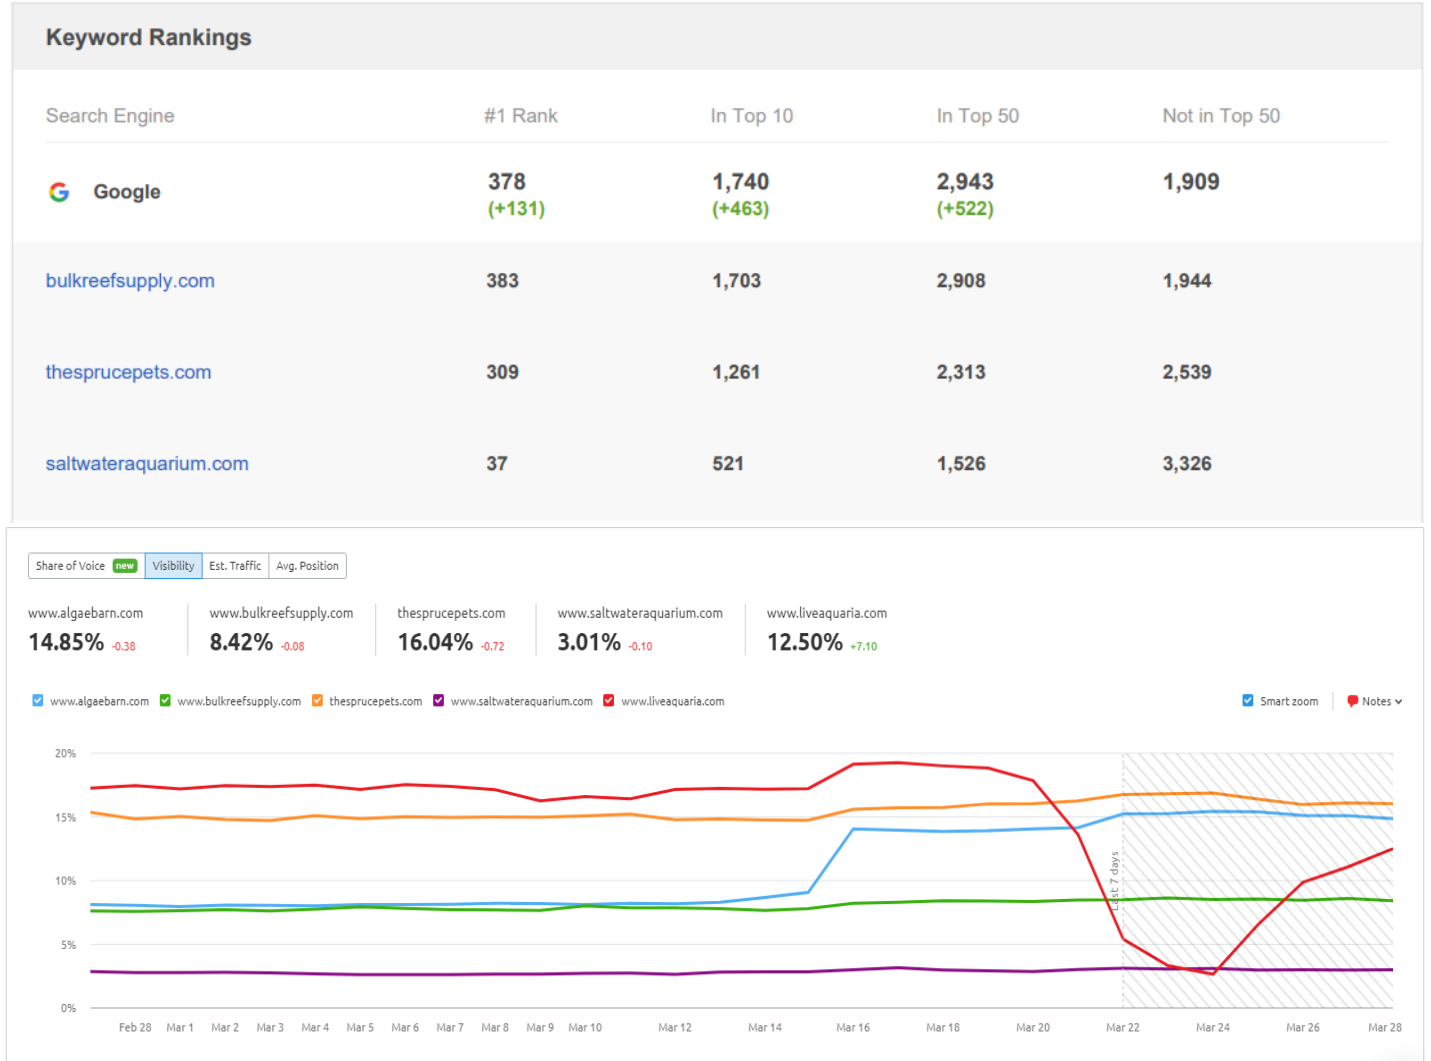 Keyword Rankings
Search Engine #1 Rank In Top 10 In Top 50 Not in Top 50
Google 378 1,740 2,943 1,909
(+131) (+463) (+522)
bulkreefsupply.com 383 1,703 2,908 1,944
thesprucepets.com 309 1,261 2,313 2,539
saltwateraquarium.com 37 521 1,526 3,326
Share of Voice new Visibility Est. Traffic Avg. Position
www.algaebarn.com www.bulkreefsupply.com thesprucepets.com www.saltwateraquarium.com www.liveaquaria.com
14.85% -0.38 8.42% -0.08 16.04% -0.72 3.01% -0.10 12.50% +7.10
www.algaebarn.com www.bulkreefsupply.com thesprucepets.com www.saltwateraquarium.com www.liveaquaria.com Smart zoom Notes
20%
15%
10%
5%
0%
Last 7 days
Feb 28 Mar 1 Mar 2 Mar 3 Mar 4 Mar 5 Mar 6 Mar 7 Mar 8 Mar 9 Mar 10 Mar 12 Mar 14 Mar 16 Mar 18 Mar 20 Mar 22 Mar 24 Mar 26 Mar 28